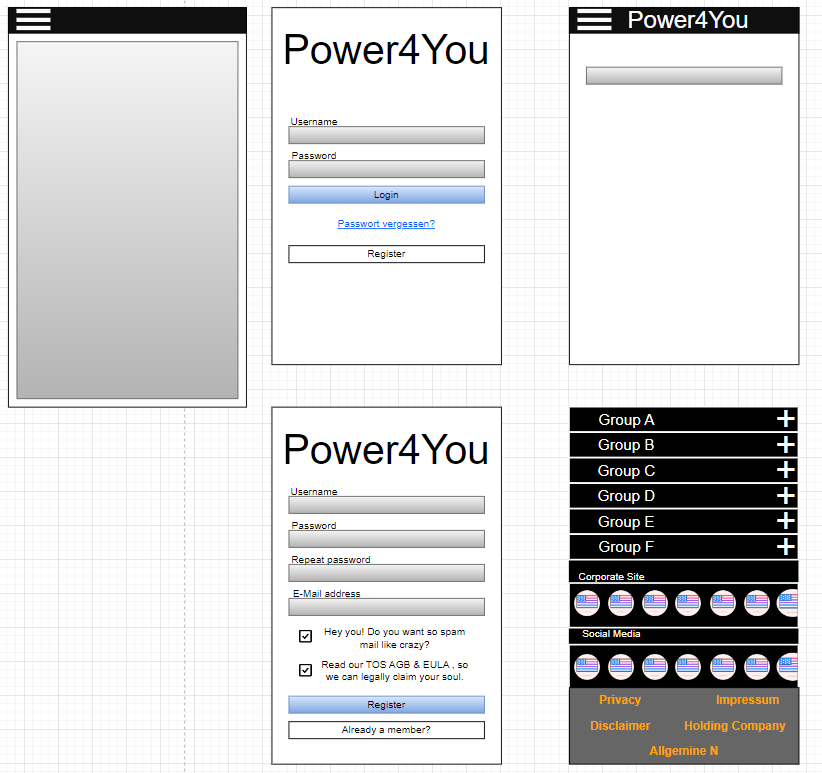 Power4You
Username
Password
Login
Passwort vergessen?
Register
Power4You
Power4You
Username
Password
Repeat password
E-Mail address
Hey you! Do you want so spam
mail like crazy?
Read our TOS AGB & EULA , so
we can legally claim your soul.
Register
Already a member?
Group A
Group B
Group C
Group D
Group E
Group F
Corporate Site
Social Media
Privacy Impressum
Disclaimer Holding Company
Allgemine N